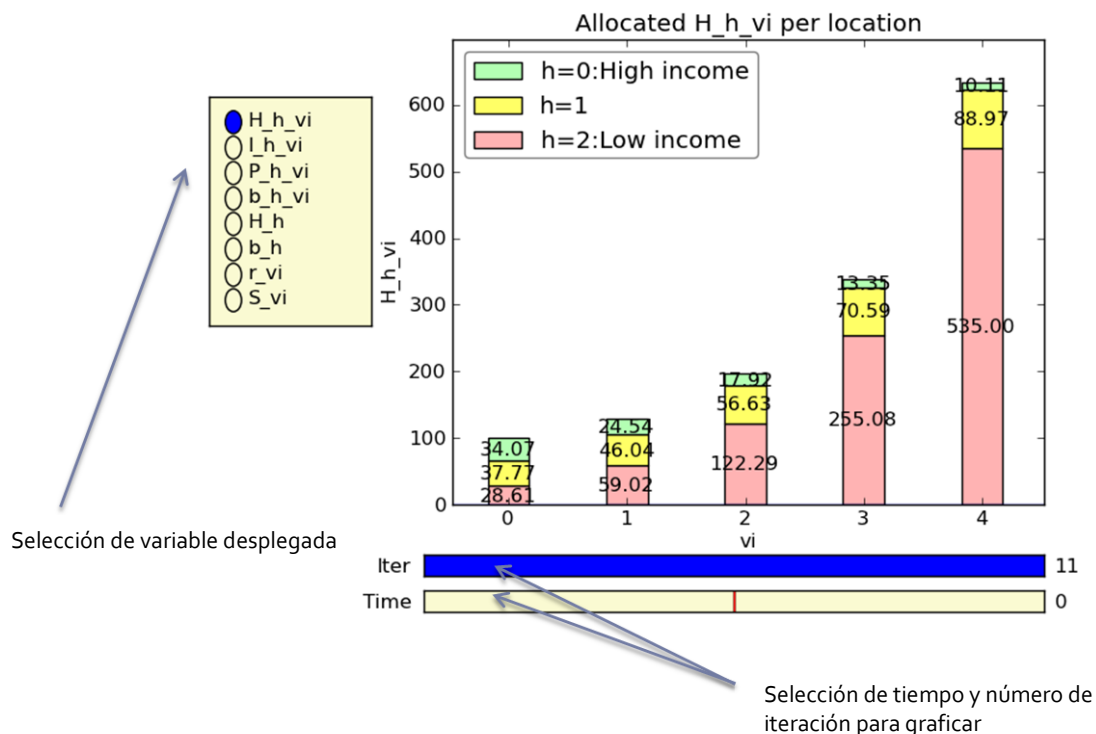 Allocated H_h_vi per location
h=0:High income
h=1
h=2:Low income
H_h_vi
I_h_vi
P_h_vi
b_h_vi
H_h
b_h
r_vi
S_vi
H_h_vi
600
500
400
300
200
100
0
34.07
37.77
28.61
24.54
46.04
59.02
17.92
56.63
122.29
13.35
70.59
255.08
10.11
88.97
535.00
0 1 2 3 4
vi
Selección de variable desplegada
Iter 11
Time 0
Selección de tiempo y número de
iteración para graficar